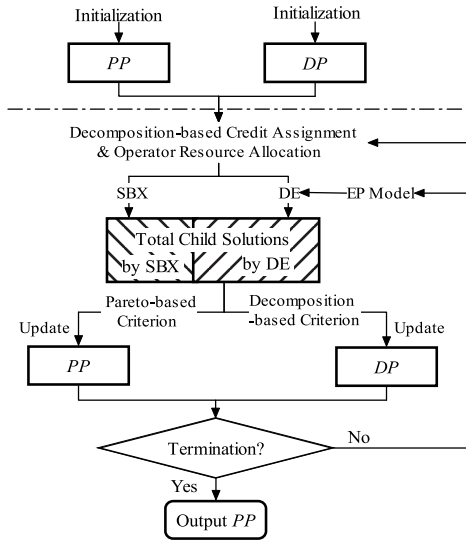 Initialization
Initialization
PP
DP
Decomposition-based Credit Assignment
& Operator Resource Allocation
SBX
DE
EP Model
Total Child Solutions
by SBX
by DE
Pareto-based
Criterion
Decomposition
-based Criterion
Update
Update
PP
DP
Termination?
No
Yes
Output PP